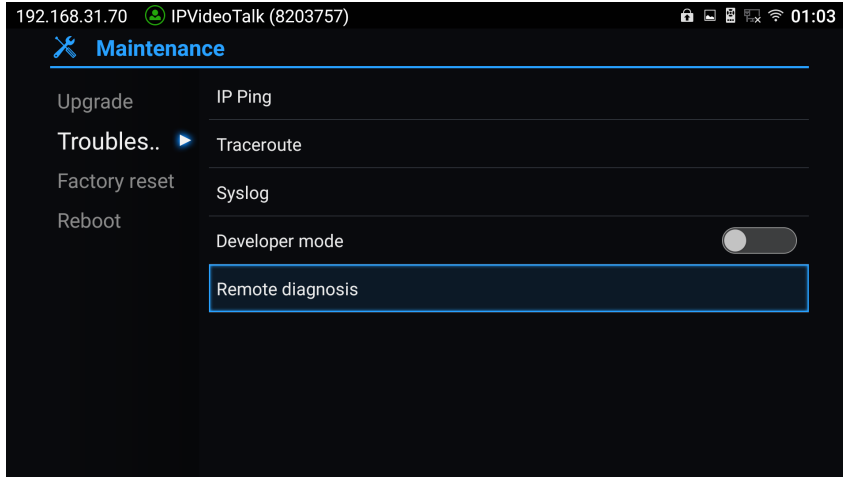 192.168.31.70 IPVideoTalk (8203757) 01:03
Maintenance
Upgrade
Troubles..
Factory reset
Reboot
IP Ping
Traceroute
Syslog
Developer mode
Remote diagnosis